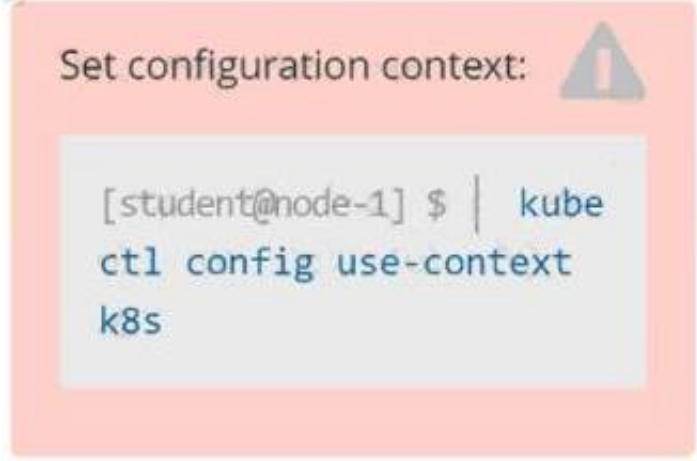 Set configuration context:
[student@node-1] $ | kube
ctl config use-context
k8s